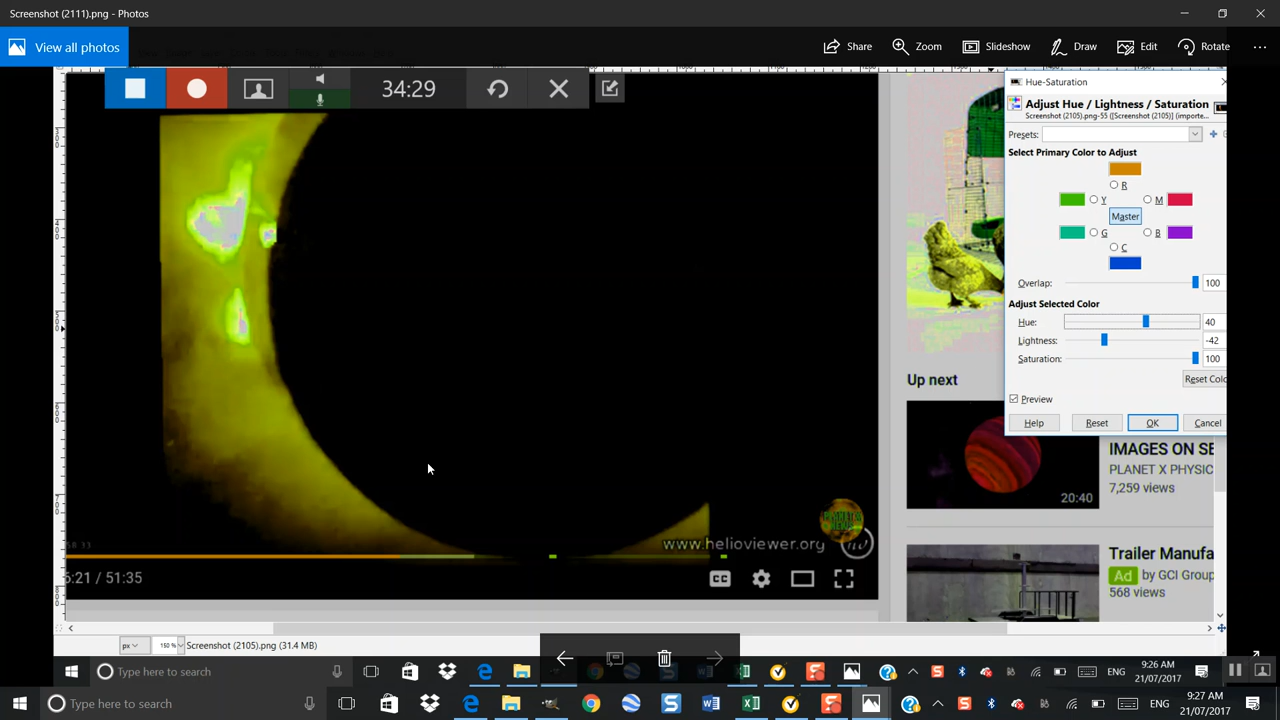 Screenshot (2111).png - Photos
View all photos
Share
Zoom
Slideshow
Draw
Edit
Rotate
34:29
Hue-Saturation
Adjust Hue / Lightness / Saturation
Screenshot (2105).png-55 ([Screenshot (2105)] (importe...
Presets:
Select Primary Color to Adjust
R
Y
M
Master
G
B
C
Overlap:
100
Adjust Selected Color
Hue:
40
Lightness:
-42
Saturation:
100
Reset Colo
Preview
Help
Reset
OK
Cancel
Up next
IMAGES ON SE
PLANET X PHYSIC
7,259 views
20:40
Trailer Manufa
Ad by GCI Group
568 views
www.helioviewer.org
:21 / 51:35
CC
px
150 %
Screenshot (2105).png (31.4 MB)
Type here to search
ENG
9:26 AM
21/07/2017
Type here to search
ENG
9:27 AM
21/07/2017